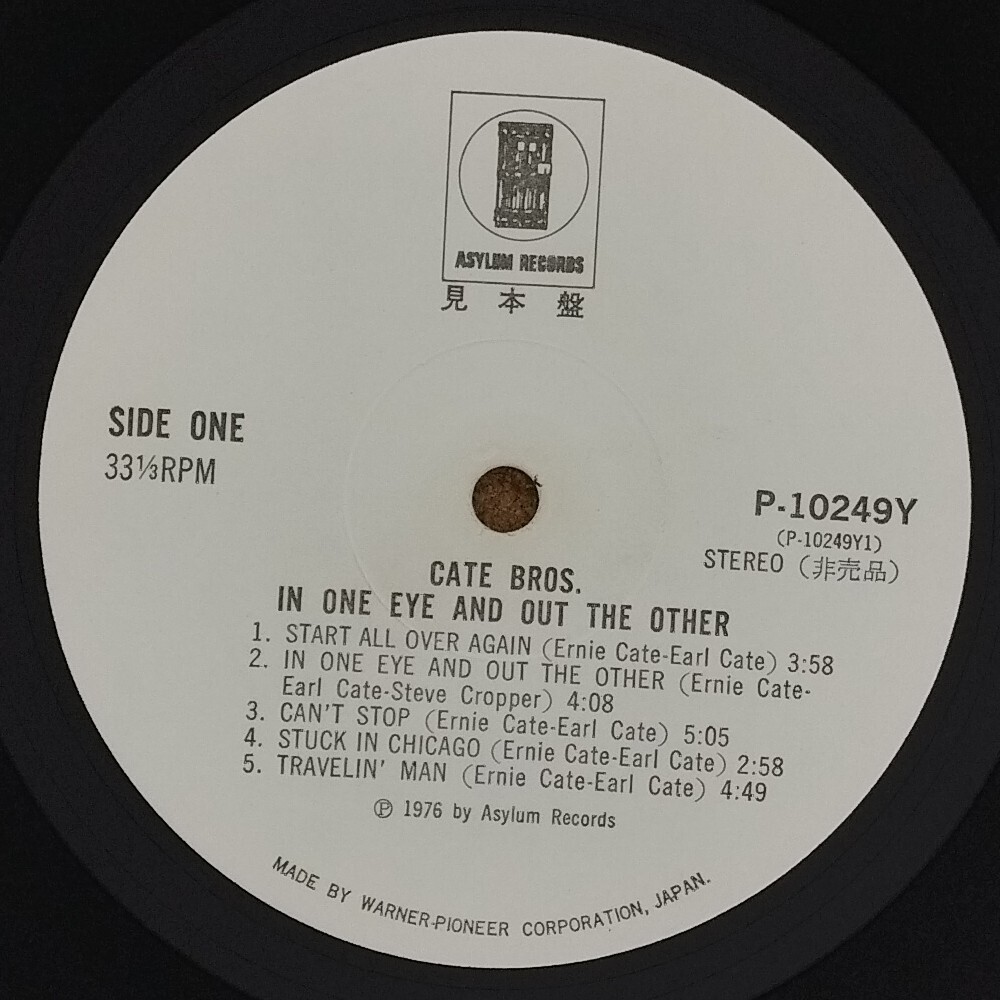 ASYLUM RECORDS
見本盤
SIDE ONE
33⅓RPM
P-10249Y
(P-10249Y1)
STEREO (非売品)
CATE BROS.
IN ONE EYE AND OUT THE OTHER
1. START ALL OVER AGAIN (Ernie Cate-Earl Cate) 3:58
2. IN ONE EYE AND OUT THE OTHER (Ernie Cate-
Earl Cate-Steve Cropper) 4:08
3. CAN'T STOP (Ernie Cate-Earl Cate) 5:05
4. STUCK IN CHICAGO (Ernie Cate-Earl Cate) 2:58
5. TRAVELIN' MAN (Ernie Cate-Earl Cate) 4:49
Ⓟ 1976 by Asylum Records
MADE BY WARNER-PIONEER CORPORATION, JAPAN.